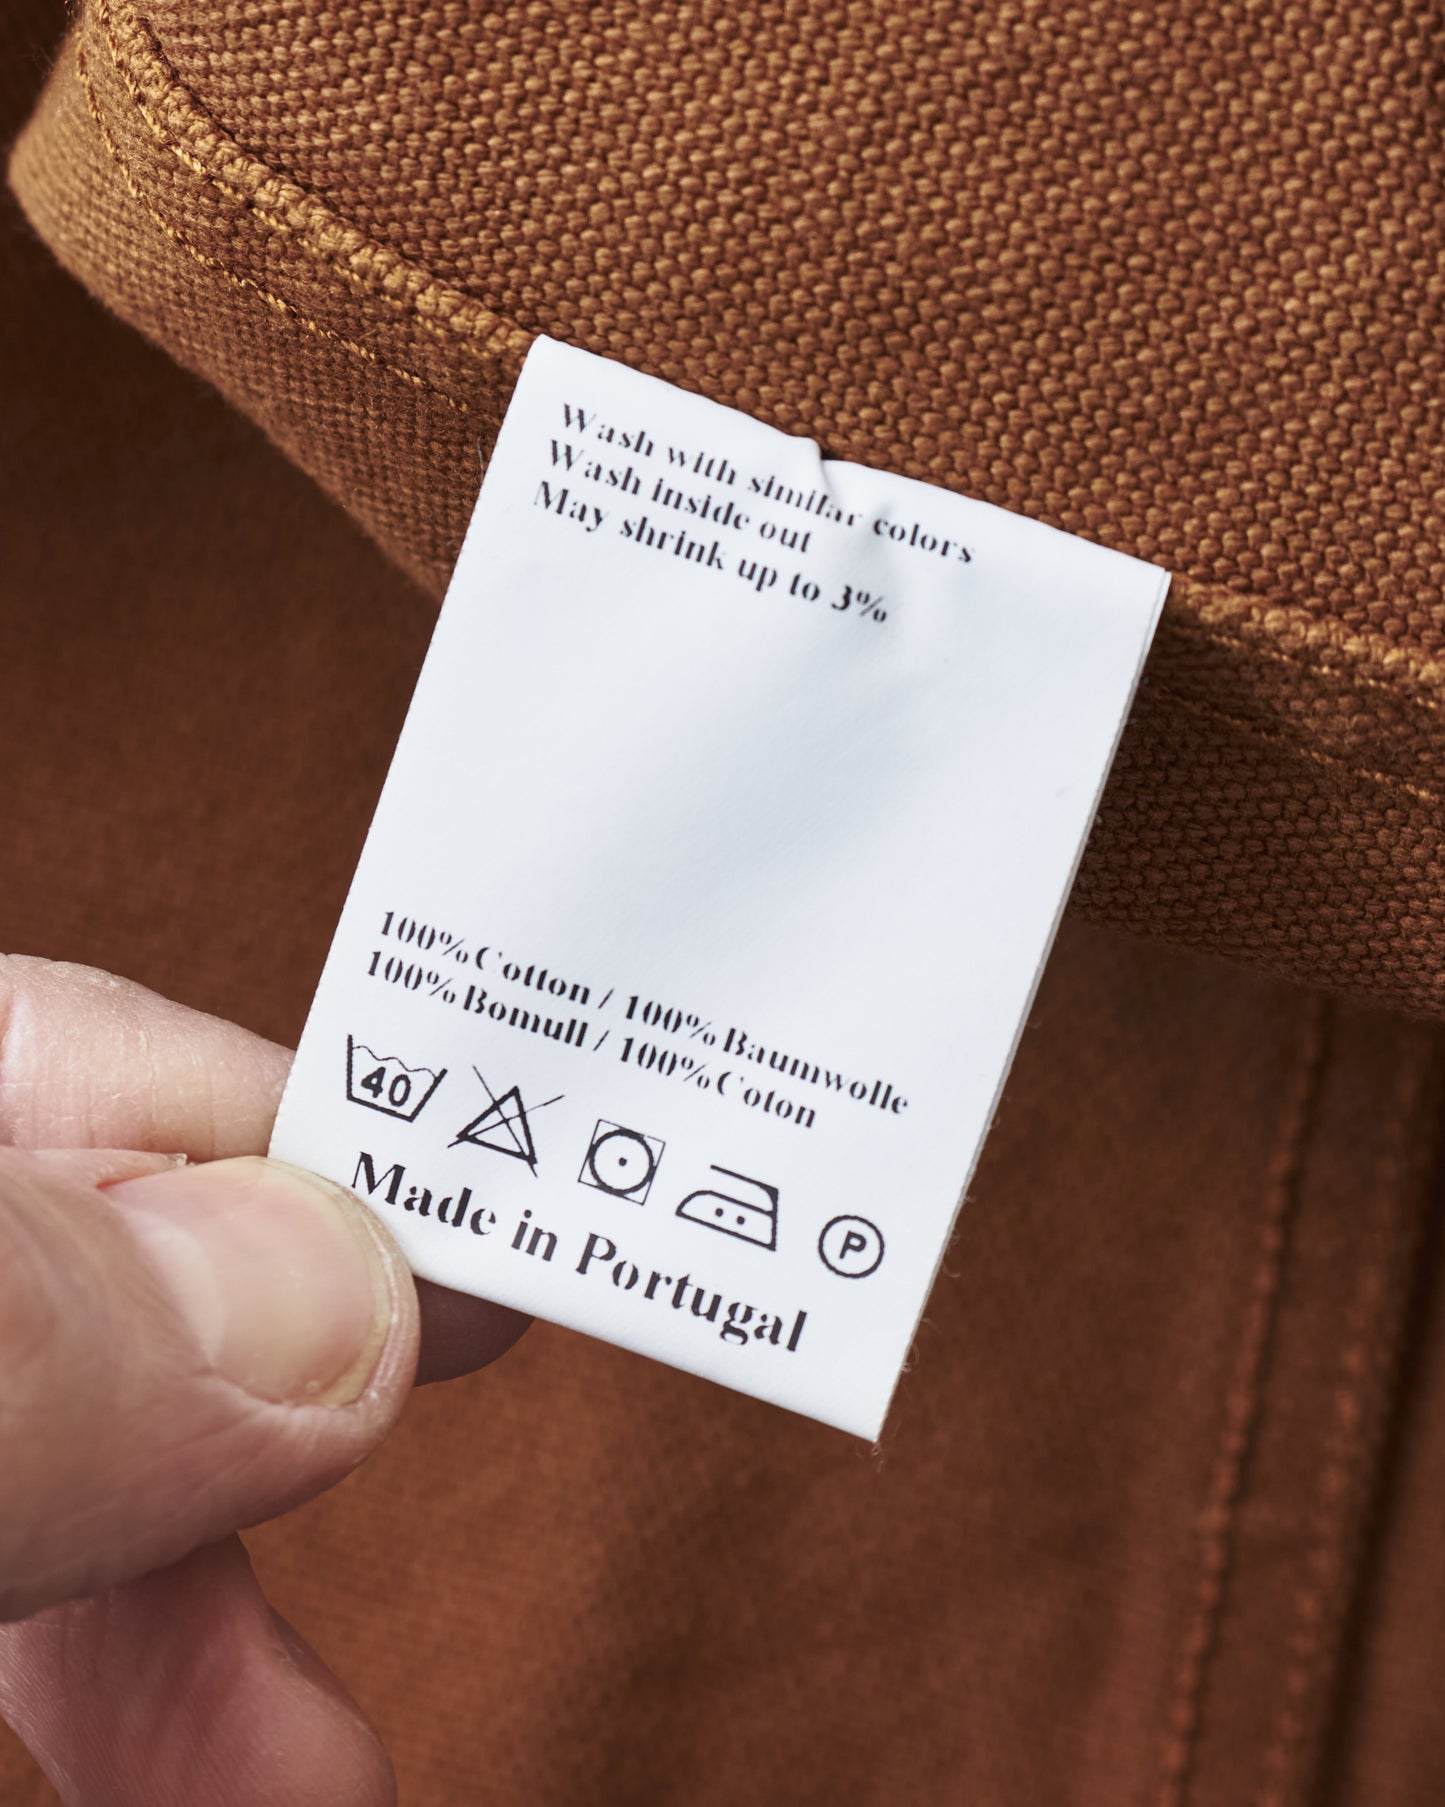 Wash with similar colors
Wash inside out
May shrink up to 3%
100% Cotton / 100% Baumwolle
100% Bomull / 100% Coton
40
P
Made in Portugal